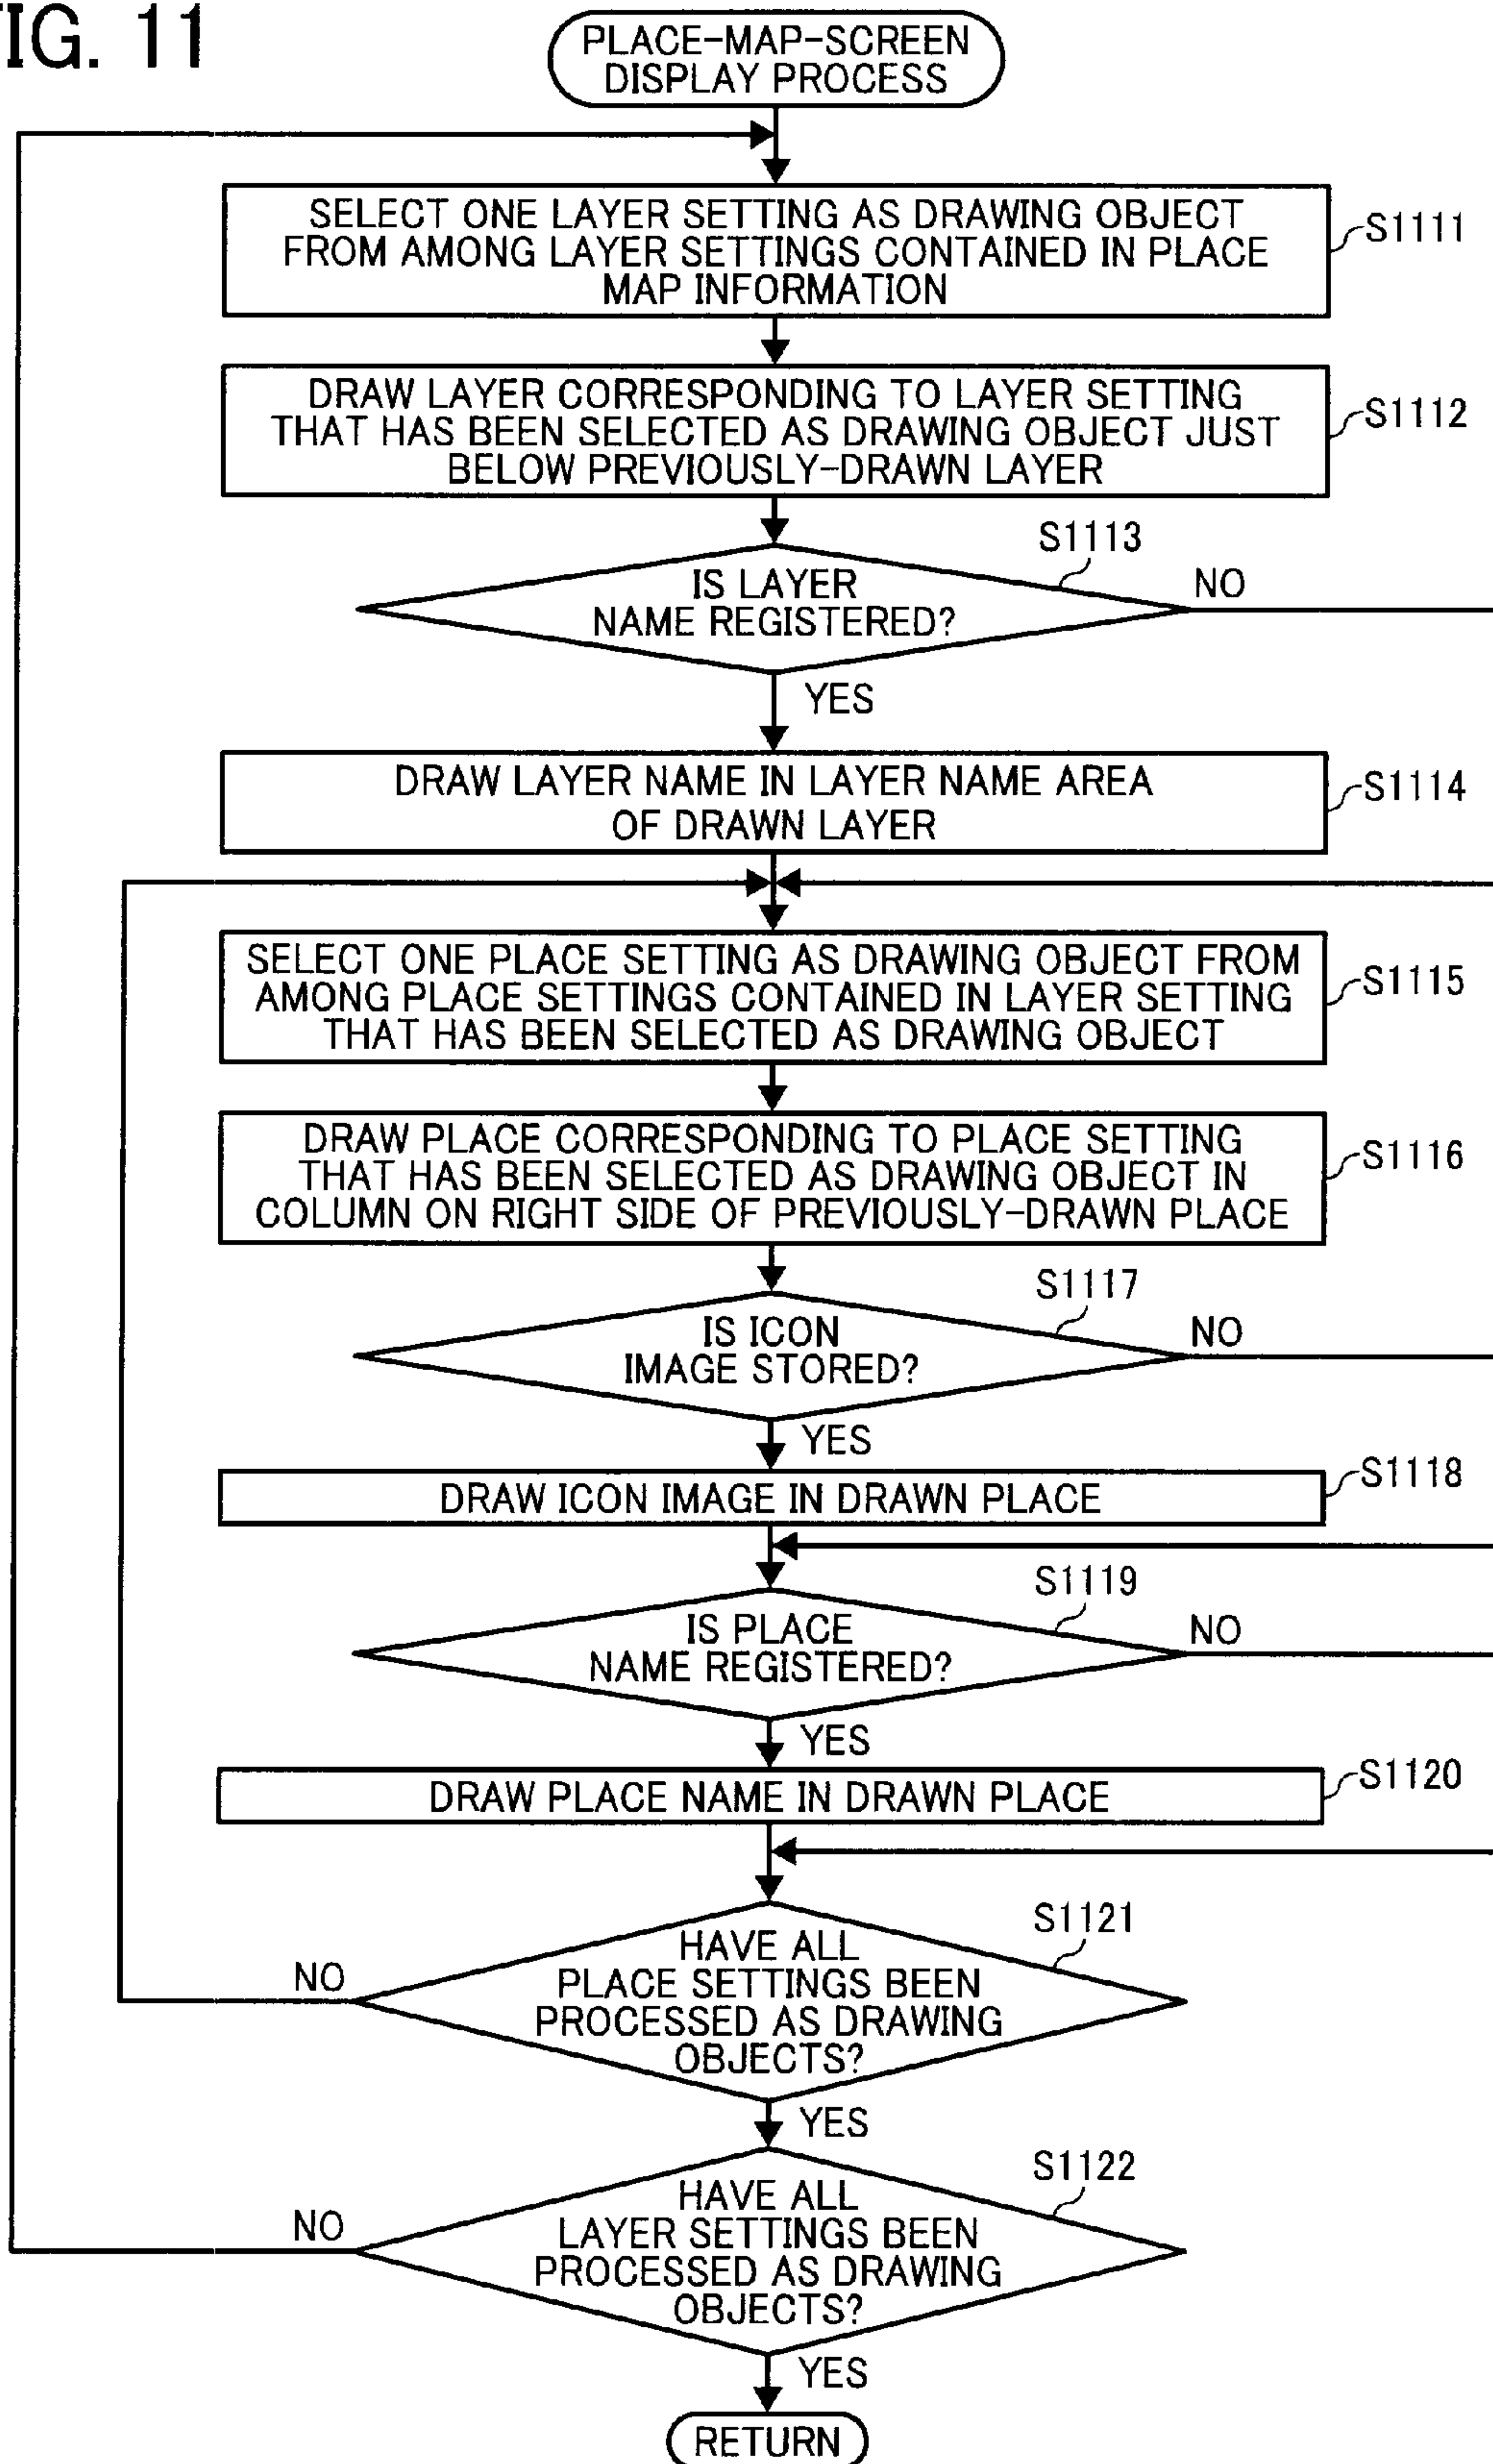 FIG. 11
PLACE-MAP-SCREEN
DISPLAY PROCESS
SELECT ONE LAYER SETTING AS DRAWING OBJECT
FROM AMONG LAYER SETTINGS CONTAINED IN PLACE
MAP INFORMATION
S1111
DRAW LAYER CORRESPONDING TO LAYER SETTING
THAT HAS BEEN SELECTED AS DRAWING OBJECT JUST
BELOW PREVIOUSLY-DRAWN LAYER
S1112
S1113
IS LAYER
NAME REGISTERED?
NO
YES
DRAW LAYER NAME IN LAYER NAME AREA
OF DRAWN LAYER
S1114
SELECT ONE PLACE SETTING AS DRAWING OBJECT FROM
AMONG PLACE SETTINGS CONTAINED IN LAYER SETTING
THAT HAS BEEN SELECTED AS DRAWING OBJECT
S1115
DRAW PLACE CORRESPONDING TO PLACE SETTING
THAT HAS BEEN SELECTED AS DRAWING OBJECT IN
COLUMN ON RIGHT SIDE OF PREVIOUSLY-DRAWN PLACE
S1116
S1117
IS ICON
IMAGE STORED?
NO
YES
DRAW ICON IMAGE IN DRAWN PLACE
S1118
S1119
IS PLACE
NAME REGISTERED?
NO
YES
DRAW PLACE NAME IN DRAWN PLACE
S1120
S1121
HAVE ALL
PLACE SETTINGS BEEN
PROCESSED AS DRAWING
OBJECTS?
NO
YES
S1122
HAVE ALL
LAYER SETTINGS BEEN
PROCESSED AS DRAWING
OBJECTS?
NO
YES
RETURN